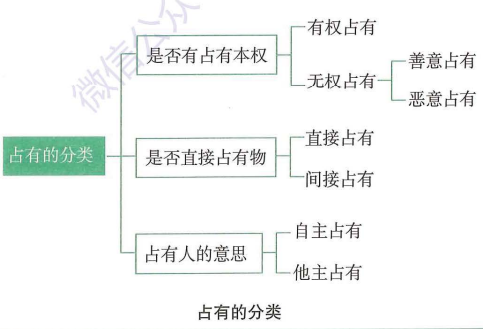 微信公众
占有的分类
是否有占有本权
有权占有
无权占有
善意占有
恶意占有
是否直接占有物
直接占有
间接占有
占有人的意思
自主占有
他主占有
占有的分类